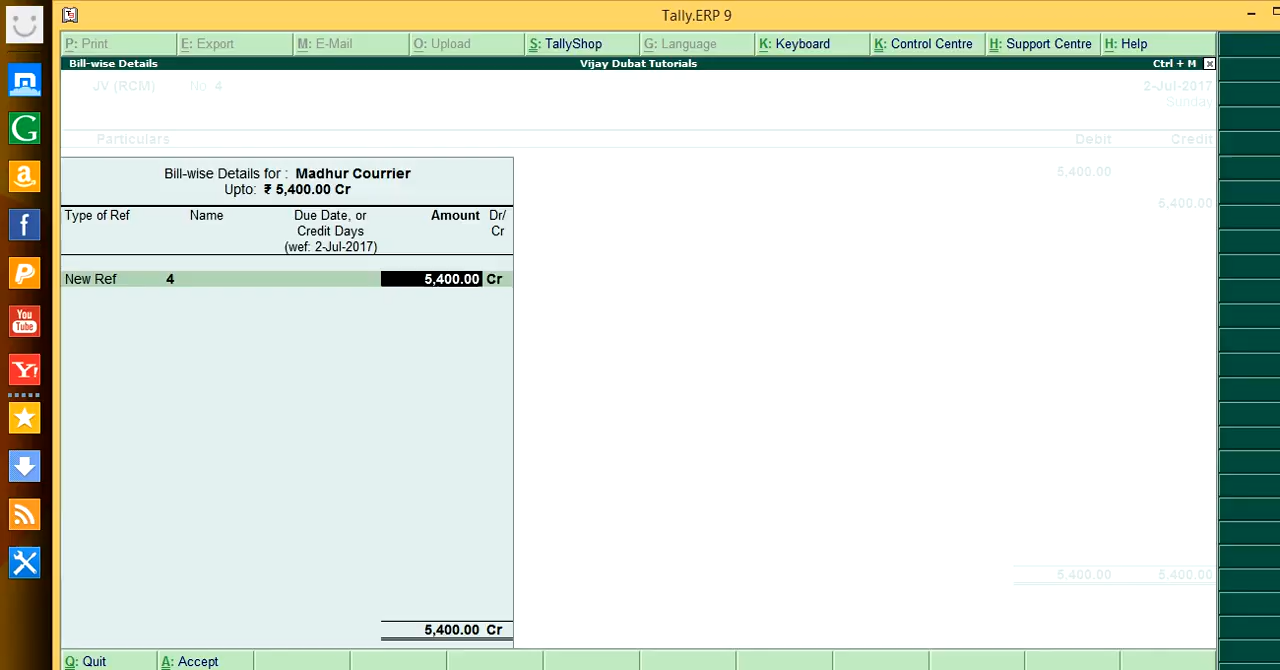 Tally.ERP 9
P: Print E: Export M: E-Mail O: Upload S: TallyShop G: Language K: Keyboard K: Control Centre H: Support Centre H: Help
Bill-wise Details Vijay Dubat Tutorials Ctrl + M
JV (RCM) No. 4 2-Jul-2017
Sunday
Particulars Debit Credit
5,400.00
5,400.00
Bill-wise Details for : Madhur Courrier
Upto: ₹ 5,400.00 Cr
Type of Ref Name Due Date, or Amount Dr/
Credit Days Cr
(wef: 2-Jul-2017)
New Ref 4 5,400.00 Cr
5,400.00 5,400.00
5,400.00 Cr
Q: Quit A: Accept
G
a
f
P
You
Tube
Y!